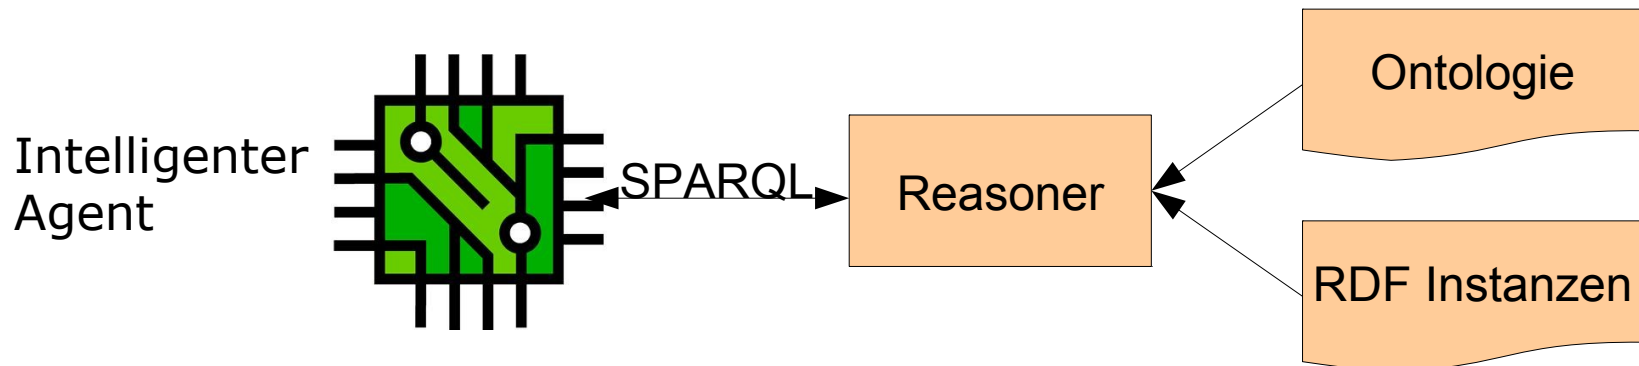 Intelligenter
Agent
SPARQL
Reasoner
Ontologie
RDF Instanzen